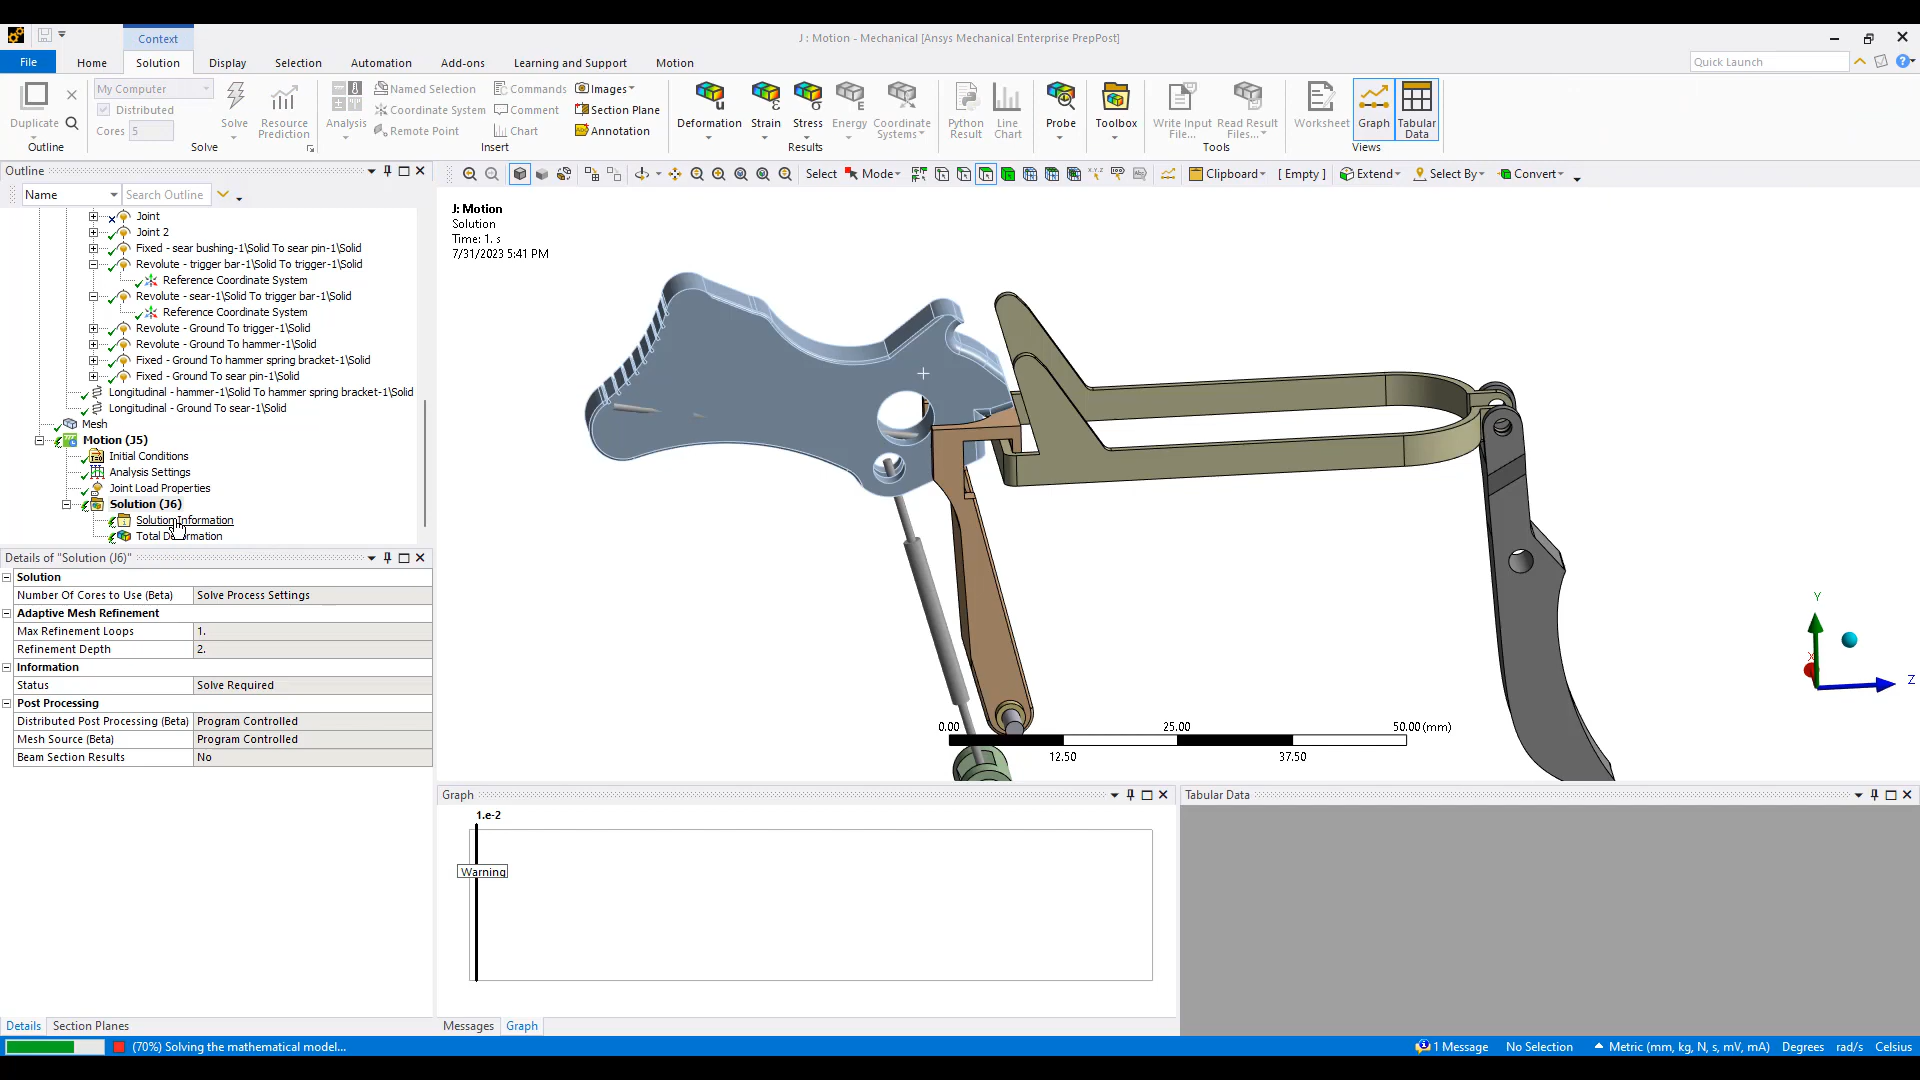 Context
J : Motion - Mechanical [Ansys Mechanical Enterprise PrepPost]
File Home Solution Display Selection Automation Add-ons Learning and Support Motion
Quick Launch
Duplicate
Outline
My Computer
Distributed
Cores 5
Solve
Resource Prediction
Solve
Analysis
Named Selection
Coordinate System
Remote Point
Commands
Comment
Chart
Images
Section Plane
Annotation
Insert
Deformation
Strain
Stress
Energy
Coordinate Systems
Results
Python Result
Line Chart
Probe
Toolbox
Write Input File...
Read Result Files...
Tools
Worksheet
Graph
Tabular Data
Views
Outline
Name
Search Outline
Select Mode Clipboard [ Empty ] Extend Select By Convert
Joint
Joint 2
Fixed - sear bushing-1\Solid To sear pin-1\Solid
Revolute - trigger bar-1\Solid To trigger-1\Solid
Reference Coordinate System
Revolute - sear-1\Solid To trigger bar-1\Solid
Reference Coordinate System
Revolute - Ground To trigger-1\Solid
Revolute - Ground To hammer-1\Solid
Fixed - Ground To hammer spring bracket-1\Solid
Fixed - Ground To sear pin-1\Solid
Longitudinal - hammer-1\Solid To hammer spring bracket-1\Solid
Longitudinal - Ground To sear-1\Solid
Mesh
Motion (J5)
Initial Conditions
Analysis Settings
Joint Load Properties
Solution (J6)
Solution Information
Total Deformation
J: Motion
Solution
Time: 1. s
7/31/2023 5:41 PM
0.00 25.00 50.00 (mm)
12.50 37.50
Y
X
Z
Details of "Solution (J6)"
Solution
Number Of Cores to Use (Beta) Solve Process Settings
Adaptive Mesh Refinement
Max Refinement Loops 1.
Refinement Depth 2.
Information
Status Solve Required
Post Processing
Distributed Post Processing (Beta) Program Controlled
Mesh Source (Beta) Program Controlled
Beam Section Results No
Graph
1.e-2
Warning
Tabular Data
Details Section Planes
Messages Graph
(70%) Solving the mathematical model... 1 Message No Selection Metric (mm, kg, N, s, mV, mA) Degrees rad/s Celsius